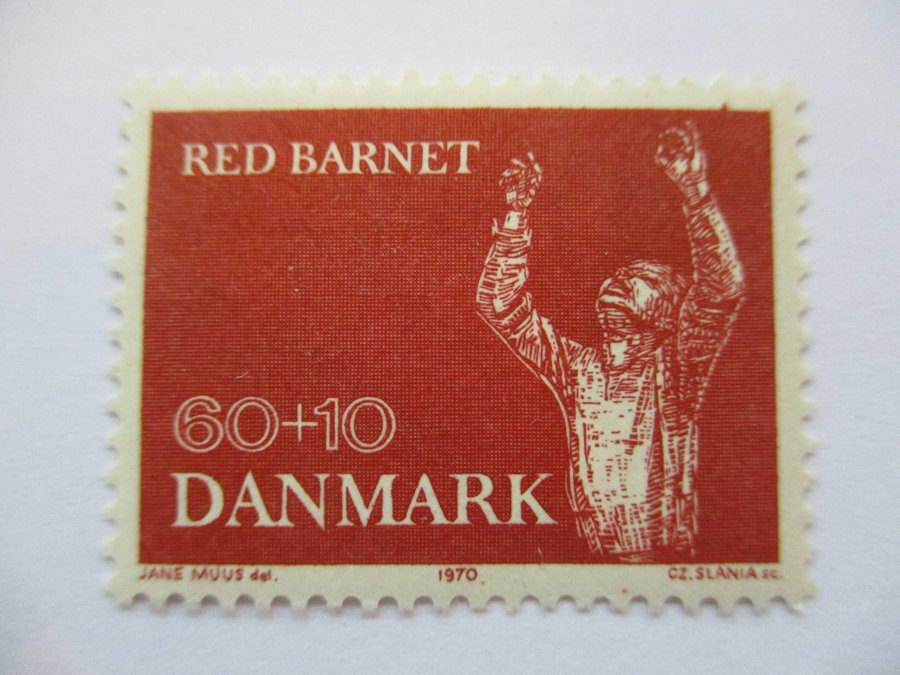 RED BARNET
60+10
DANMARK
JANE MUUS del. 1970 CZ. SLANIA sc.